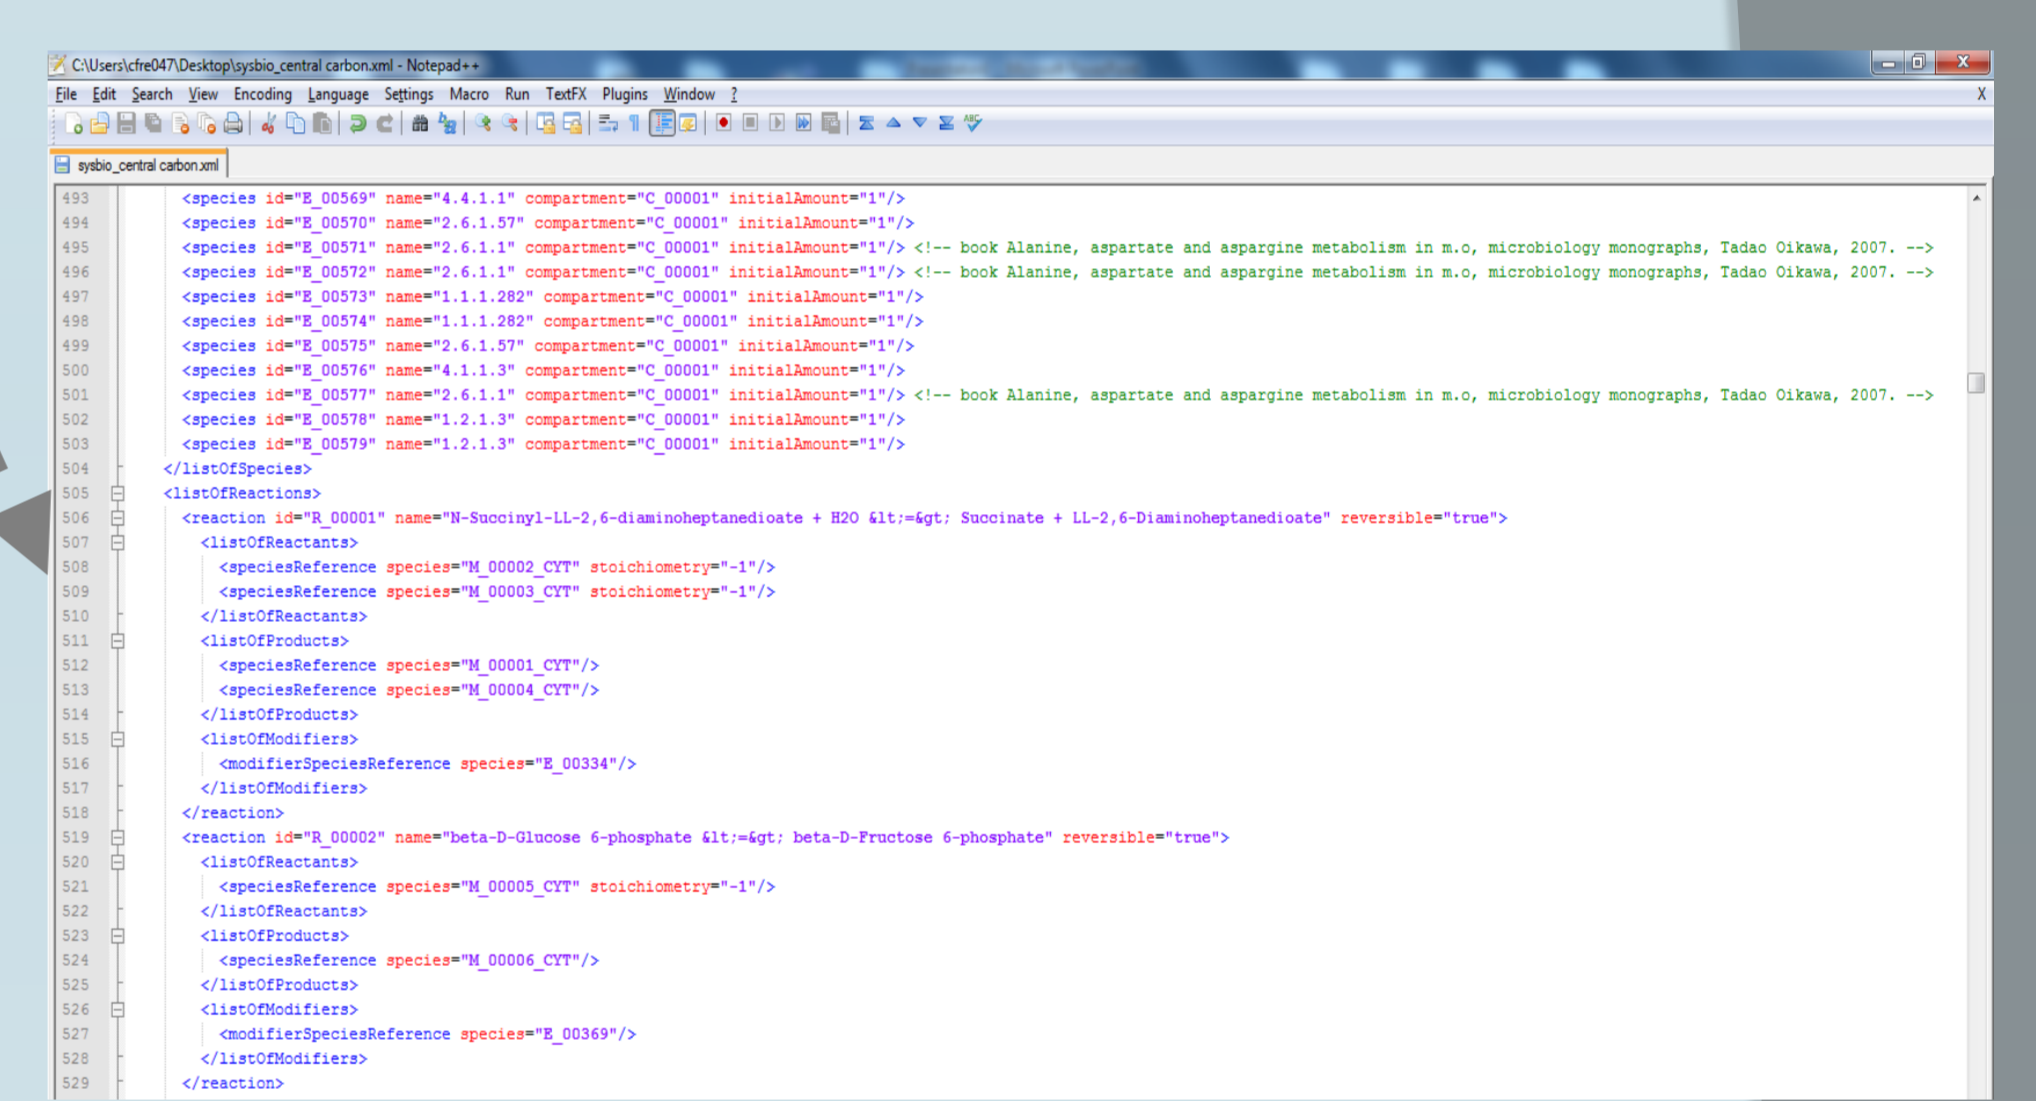 C:\Users\cfre047\Desktop\sysbio_central carbon.xml - Notepad++
File Edit Search View Encoding Language Settings Macro Run TextFX Plugins Window ? X
ABC
sysbio_central carbon.xml
493 <species id="E_00569" name="4.4.1.1" compartment="C_00001" initialAmount="1"/>
494 <species id="E_00570" name="2.6.1.57" compartment="C_00001" initialAmount="1"/>
495 <species id="E_00571" name="2.6.1.1" compartment="C_00001" initialAmount="1"/> <!-- book Alanine, aspartate and aspargine metabolism in m.o, microbiology monographs, Tadao Oikawa, 2007. -->
496 <species id="E_00572" name="2.6.1.1" compartment="C_00001" initialAmount="1"/> <!-- book Alanine, aspartate and aspargine metabolism in m.o, microbiology monographs, Tadao Oikawa, 2007. -->
497 <species id="E_00573" name="1.1.1.282" compartment="C_00001" initialAmount="1"/>
498 <species id="E_00574" name="1.1.1.282" compartment="C_00001" initialAmount="1"/>
499 <species id="E_00575" name="2.6.1.57" compartment="C_00001" initialAmount="1"/>
500 <species id="E_00576" name="4.1.1.3" compartment="C_00001" initialAmount="1"/>
501 <species id="E_00577" name="2.6.1.1" compartment="C_00001" initialAmount="1"/> <!-- book Alanine, aspartate and aspargine metabolism in m.o, microbiology monographs, Tadao Oikawa, 2007. -->
502 <species id="E_00578" name="1.2.1.3" compartment="C_00001" initialAmount="1"/>
503 <species id="E_00579" name="1.2.1.3" compartment="C_00001" initialAmount="1"/>
504 </listOfSpecies>
505 <listOfReactions>
506 <reaction id="R_00001" name="N-Succinyl-LL-2,6-diaminoheptanedioate + H2O &lt;=&gt; Succinate + LL-2,6-Diaminoheptanedioate" reversible="true">
507 <listOfReactants>
508 <speciesReference species="M_00002_CYT" stoichiometry="-1"/>
509 <speciesReference species="M_00003_CYT" stoichiometry="-1"/>
510 </listOfReactants>
511 <listOfProducts>
512 <speciesReference species="M_00001_CYT"/>
513 <speciesReference species="M_00004_CYT"/>
514 </listOfProducts>
515 <listOfModifiers>
516 <modifierSpeciesReference species="E_00334"/>
517 </listOfModifiers>
518 </reaction>
519 <reaction id="R_00002" name="beta-D-Glucose 6-phosphate &lt;=&gt; beta-D-Fructose 6-phosphate" reversible="true">
520 <listOfReactants>
521 <speciesReference species="M_00005_CYT" stoichiometry="-1"/>
522 </listOfReactants>
523 <listOfProducts>
524 <speciesReference species="M_00006_CYT"/>
525 </listOfProducts>
526 <listOfModifiers>
527 <modifierSpeciesReference species="E_00369"/>
528 </listOfModifiers>
529 </reaction>